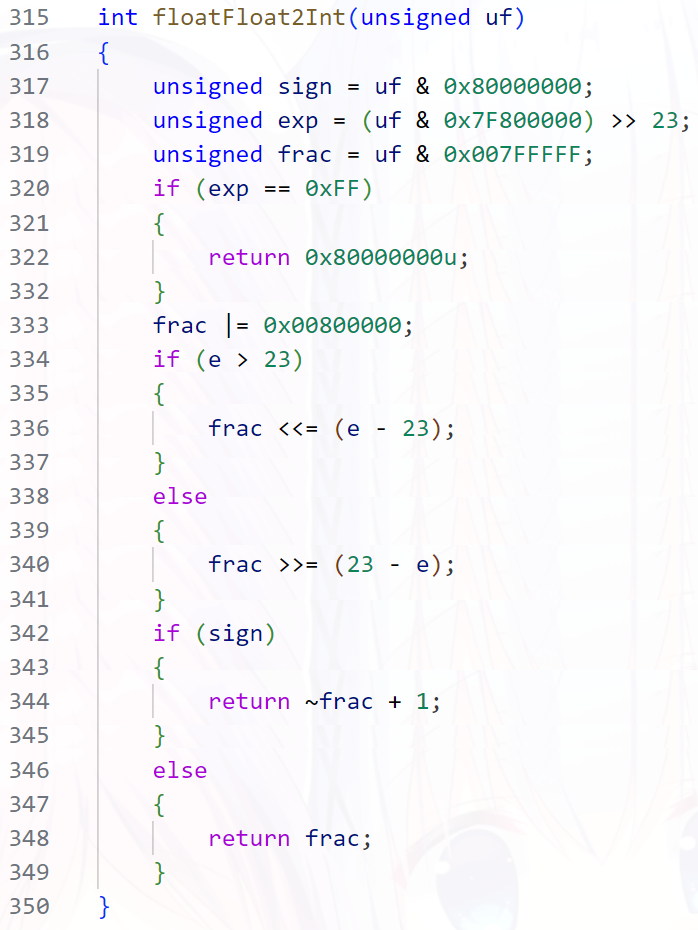 315 int floatFloat2Int(unsigned uf)
316 {
317     unsigned sign = uf & 0x80000000;
318     unsigned exp = (uf & 0x7F800000) >> 23;
319     unsigned frac = uf & 0x007FFFFF;
320     if (exp == 0xFF)
321     {
322         return 0x80000000u;
332     }
333     frac |= 0x00800000;
334     if (e > 23)
335     {
336         frac <<= (e - 23);
337     }
338     else
339     {
340         frac >>= (23 - e);
341     }
342     if (sign)
343     {
344         return ~frac + 1;
345     }
346     else
347     {
348         return frac;
349     }
350 }